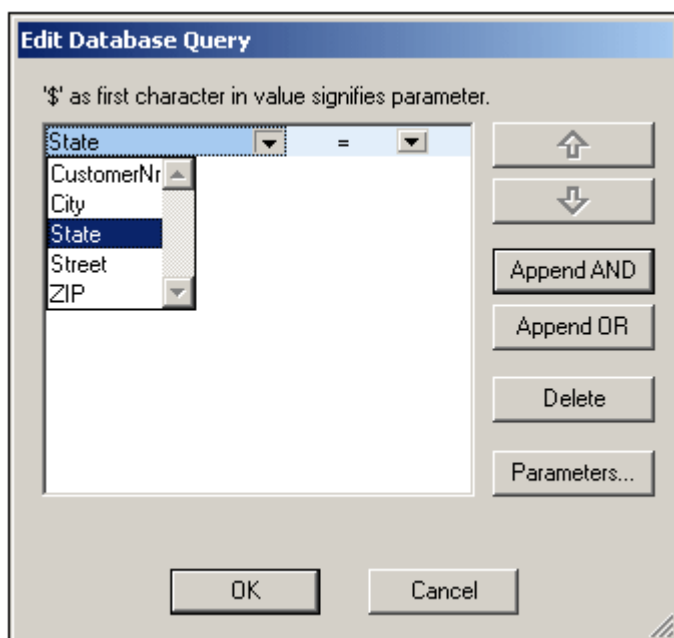 Edit Database Query
'$' as first character in value signifies parameter.
State =
CustomerNr
City
State
Street
ZIP
Append AND
Append OR
Delete
Parameters...
OK Cancel